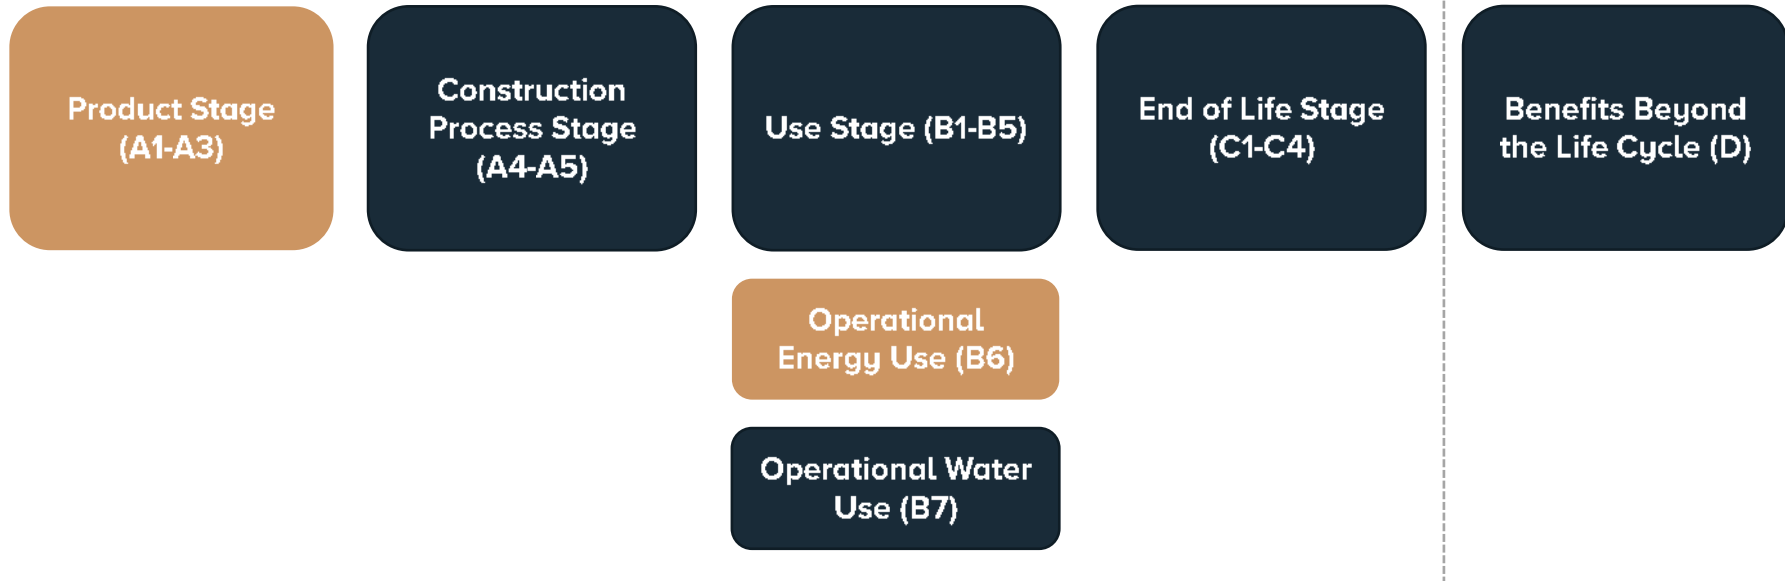 Product Stage
(A1-A3)
Construction
Process Stage
(A4-A5)
Use Stage (B1-B5)
End of Life Stage
(C1-C4)
Benefits Beyond
the Life Cycle (D)
Operational
Energy Use (B6)
Operational Water
Use (B7)